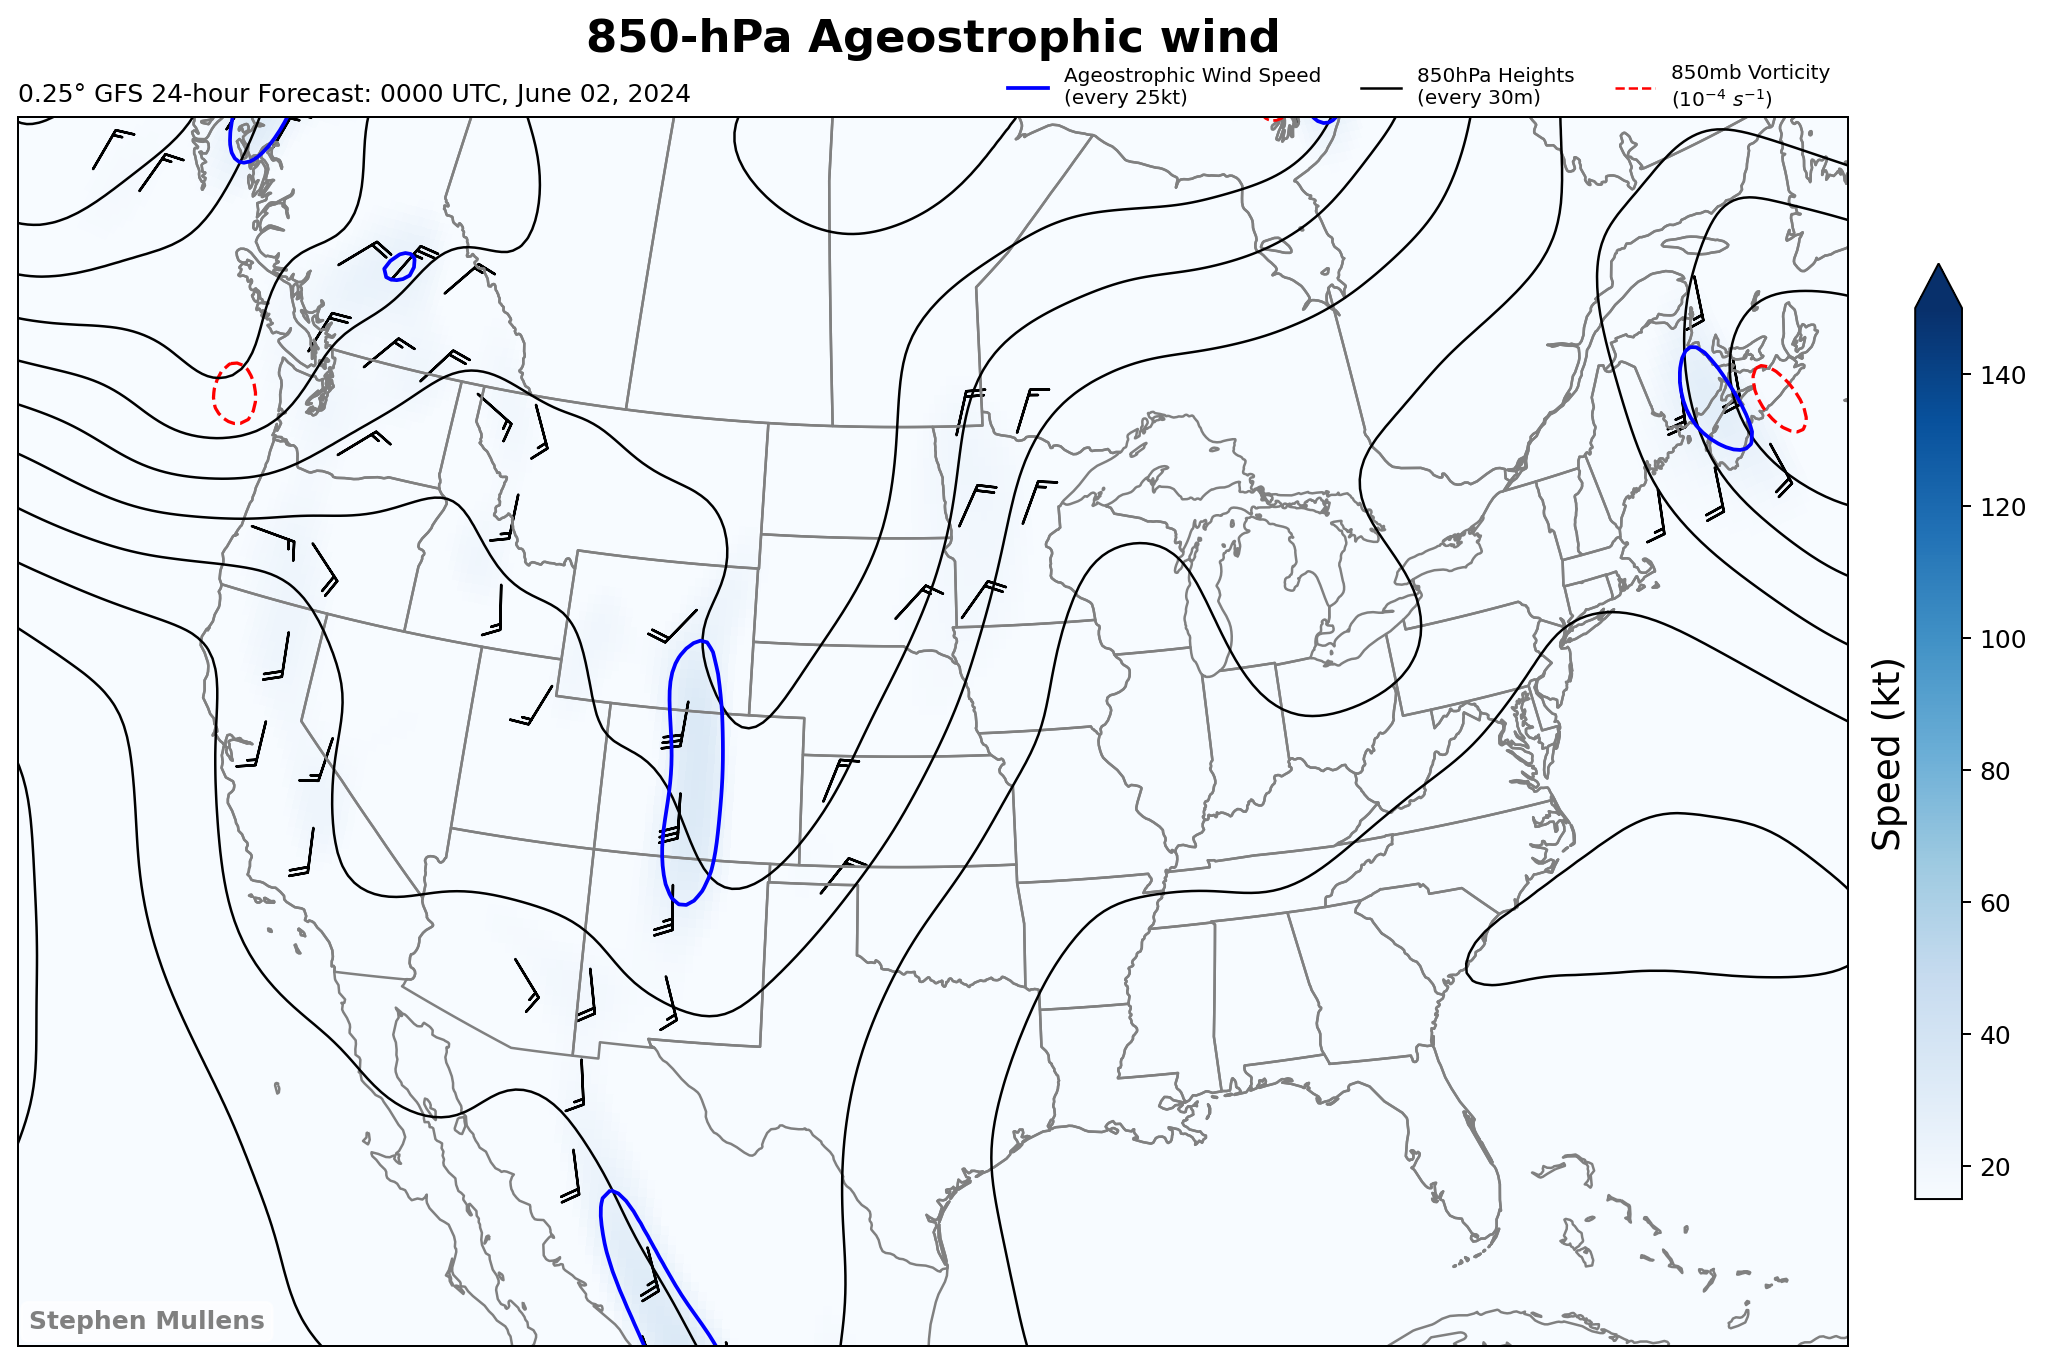 850-hPa Ageostrophic wind
0.25° GFS 24-hour Forecast: 0000 UTC, June 02, 2024
Ageostrophic Wind Speed
(every 25kt)
850hPa Heights
(every 30m)
850mb Vorticity
(10⁻⁴ s⁻¹)
140
120
100
80
60
40
20
Speed (kt)
Stephen Mullens